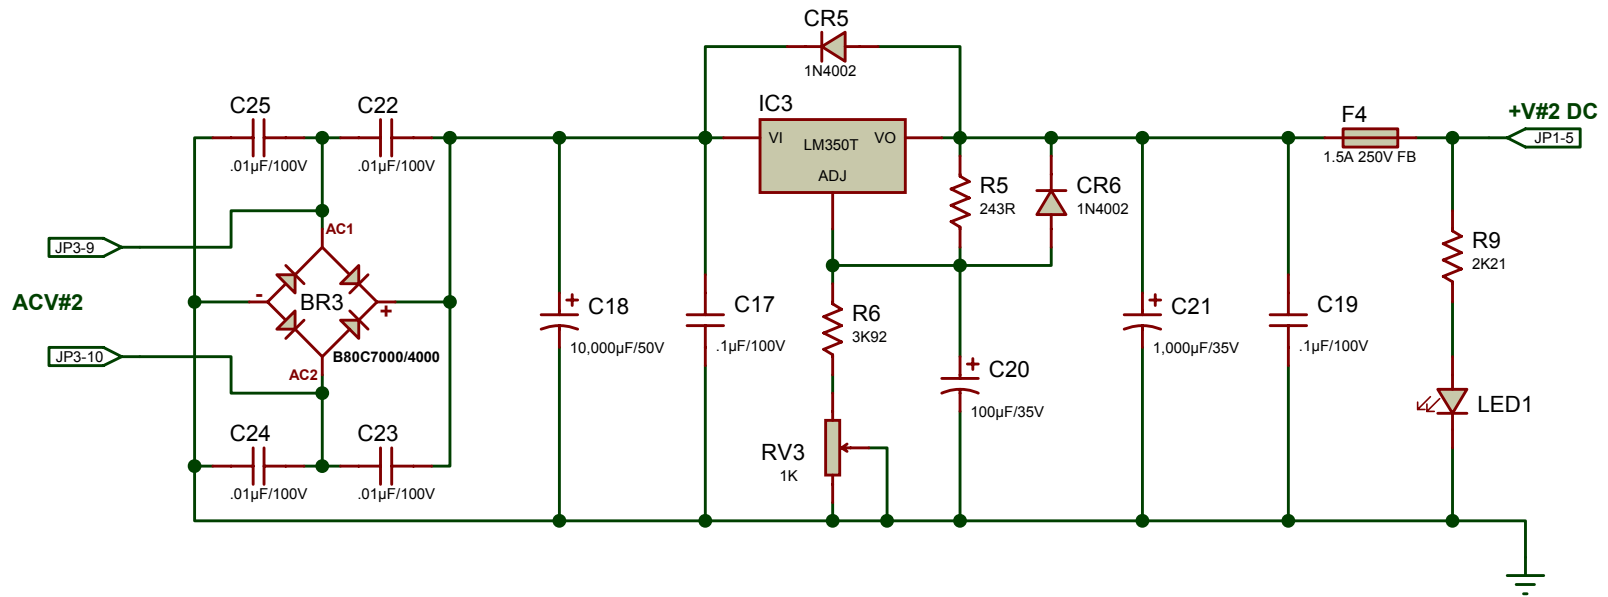 CR5
1N4002
C25
.01µF/100V
C22
.01µF/100V
IC3
VI
LM350T
VO
ADJ
F4
1.5A 250V FB
+V#2 DC
JP1-5
R5
243R
CR6
1N4002
JP3-9
AC1
ACV#2
-
BR3
+
JP3-10
B80C7000/4000
AC2
+
C18
10,000µF/50V
C17
.1µF/100V
R6
3K92
+
C20
100µF/35V
+
C21
1,000µF/35V
C19
.1µF/100V
R9
2K21
LED1
C24
.01µF/100V
C23
.01µF/100V
RV3
1K